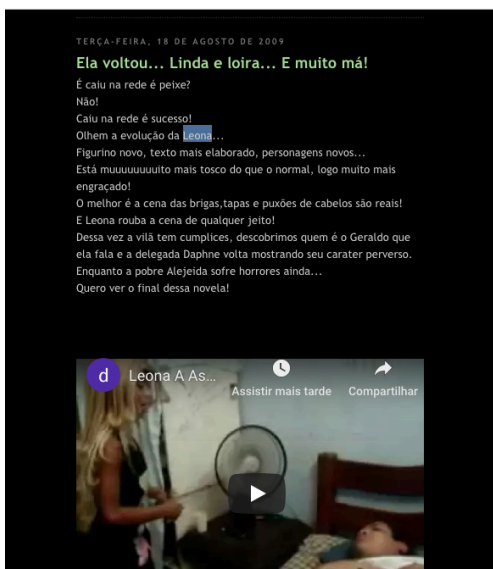 TERÇA-FEIRA, 18 DE AGOSTO DE 2009
Ela voltou... Linda e loira... E muito má!
É caiu na rede é peixe?
Não!
Caiu na rede é sucesso!
Olhem a evolução da Leona...
Figurino novo, texto mais elaborado, personagens novos...
Está muuuuuuuuito mais tosco do que o normal, logo muito mais
engraçado!
O melhor é a cena das brigas,tapas e puxões de cabelos são reais!
E Leona rouba a cena de qualquer jeito!
Dessa vez a vilã tem cumplices, descobrimos quem é o Geraldo que
ela fala e a delegada Daphne volta mostrando seu carater perverso.
Enquanto a pobre Alejeida sofre horrores ainda...
Quero ver o final dessa novela!
d Leona A As...
Assistir mais tarde Compartilhar